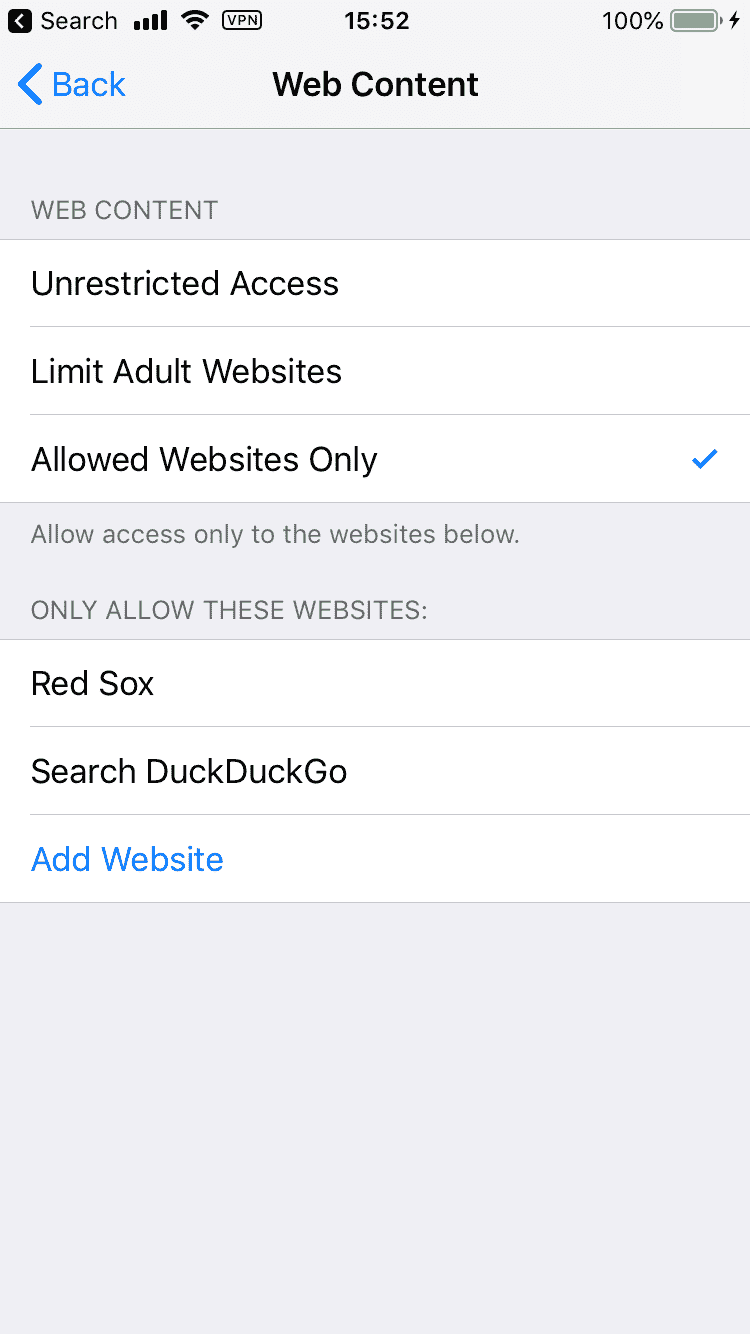 Search VPN 15:52 100%
Back Web Content
WEB CONTENT
Unrestricted Access
Limit Adult Websites
Allowed Websites Only
Allow access only to the websites below.
ONLY ALLOW THESE WEBSITES:
Red Sox
Search DuckDuckGo
Add Website